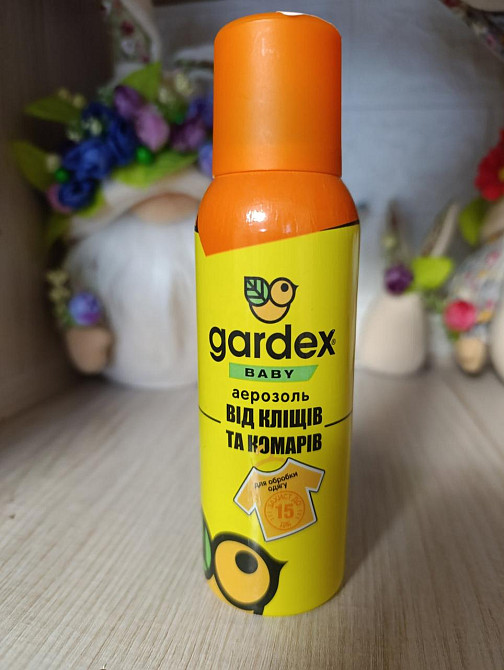 gardex
BABY
аерозоль
ВІД КЛІЩІВ
ТА КОМАРІВ
для обробки
одягу
15